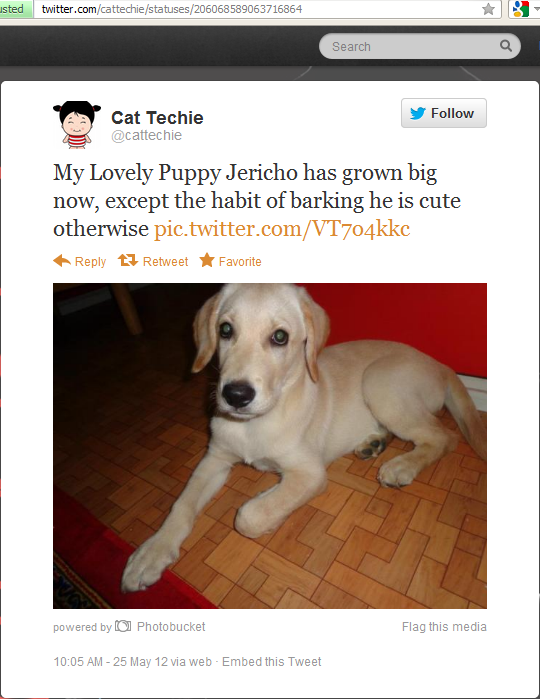 usted twitter.com/cattechie/statuses/206068589063716864
Search
Cat Techie
@cattechie
Follow
My Lovely Puppy Jericho has grown big
now, except the habit of barking he is cute
otherwise pic.twitter.com/VT7o4kkc
Reply Retweet Favorite
powered by Photobucket Flag this media
10:05 AM - 25 May 12 via web · Embed this Tweet